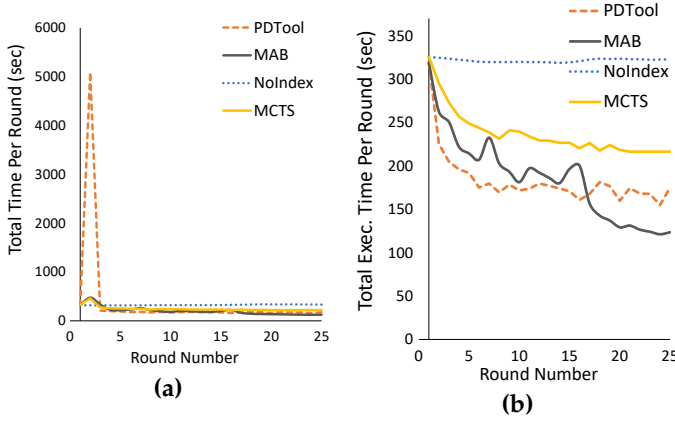 Total Time Per Round (sec)
6000
5000
4000
3000
2000
1000
0
0
5
10
15
20
25
Round Number
PDTool
MAB
NoIndex
MCTS
(a)
Total Exec. Time Per Round (sec)
350
300
250
200
150
100
50
0
0
5
10
15
20
25
Round Number
PDTool
MAB
NoIndex
MCTS
(b)